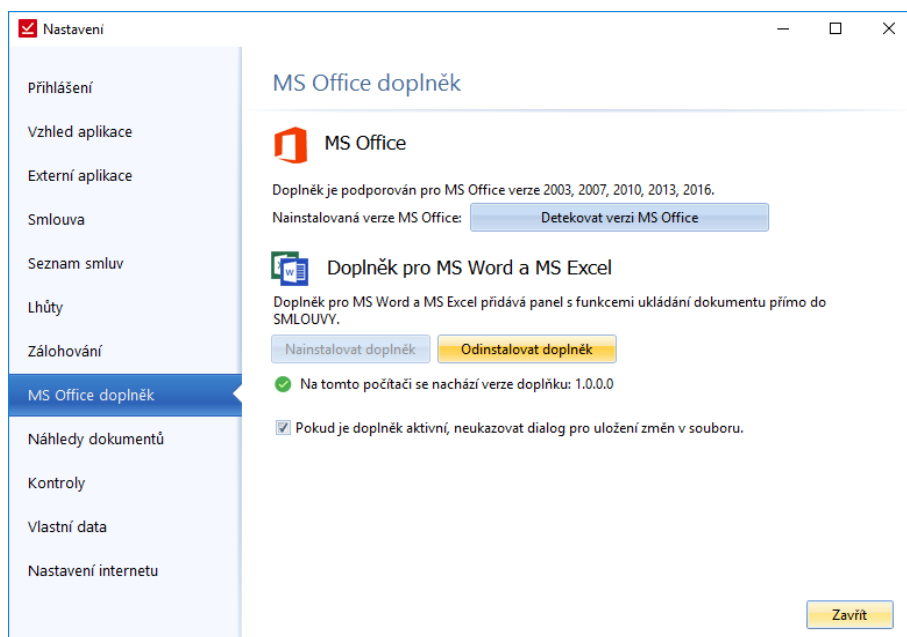 Nastavení
Přihlášení
Vzhled aplikace
Externí aplikace
Smlouva
Seznam smluv
Lhůty
Zálohování
MS Office doplněk
Náhledy dokumentů
Kontroly
Vlastní data
Nastavení internetu
MS Office doplněk
MS Office
Doplněk je podporován pro MS Office verze 2003, 2007, 2010, 2013, 2016.
Nainstalovaná verze MS Office: Detekovat verzi MS Office
Doplněk pro MS Word a MS Excel
Doplněk pro MS Word a MS Excel přidává panel s funkcemi ukládání dokumentu přímo do
SMLOUVY.
Nainstalovat doplněk Odinstalovat doplněk
Na tomto počítači se nachází verze doplňku: 1.0.0.0
Pokud je doplněk aktivní, neukazovat dialog pro uložení změn v souboru.
Zavřít